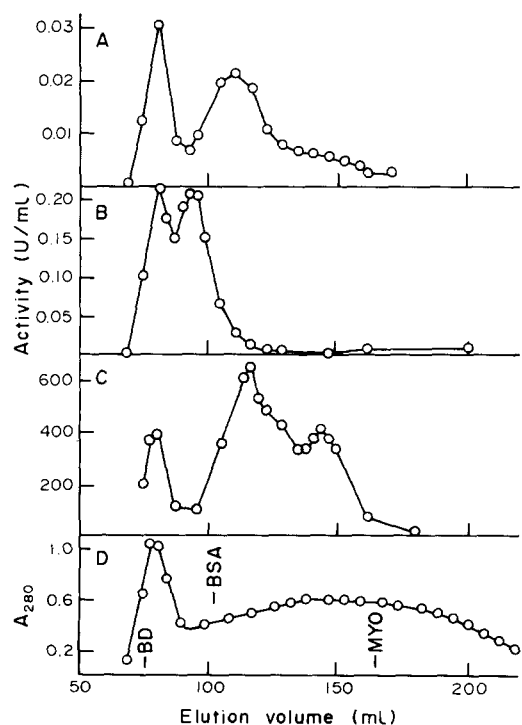 A
0.03
0.02
0.01
B
0.20
0.15
0.10
0.05
Activity (U/mL)
C
600
400
200
D
1.0
0.6
0.2
A280
–BD
–BSA
–MYO
50
100
150
200
Elution volume (mL)